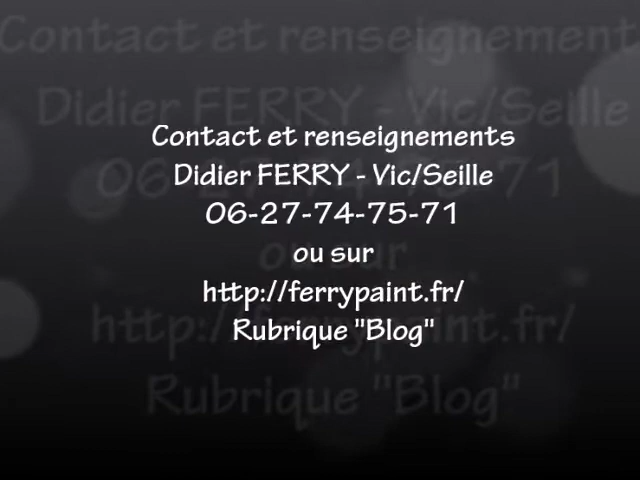 Contact et renseignements
Didier FERRY - Vic/Seille
06-27-74-75-71
ou sur
http://ferrypaint.fr/
Rubrique "Blog"